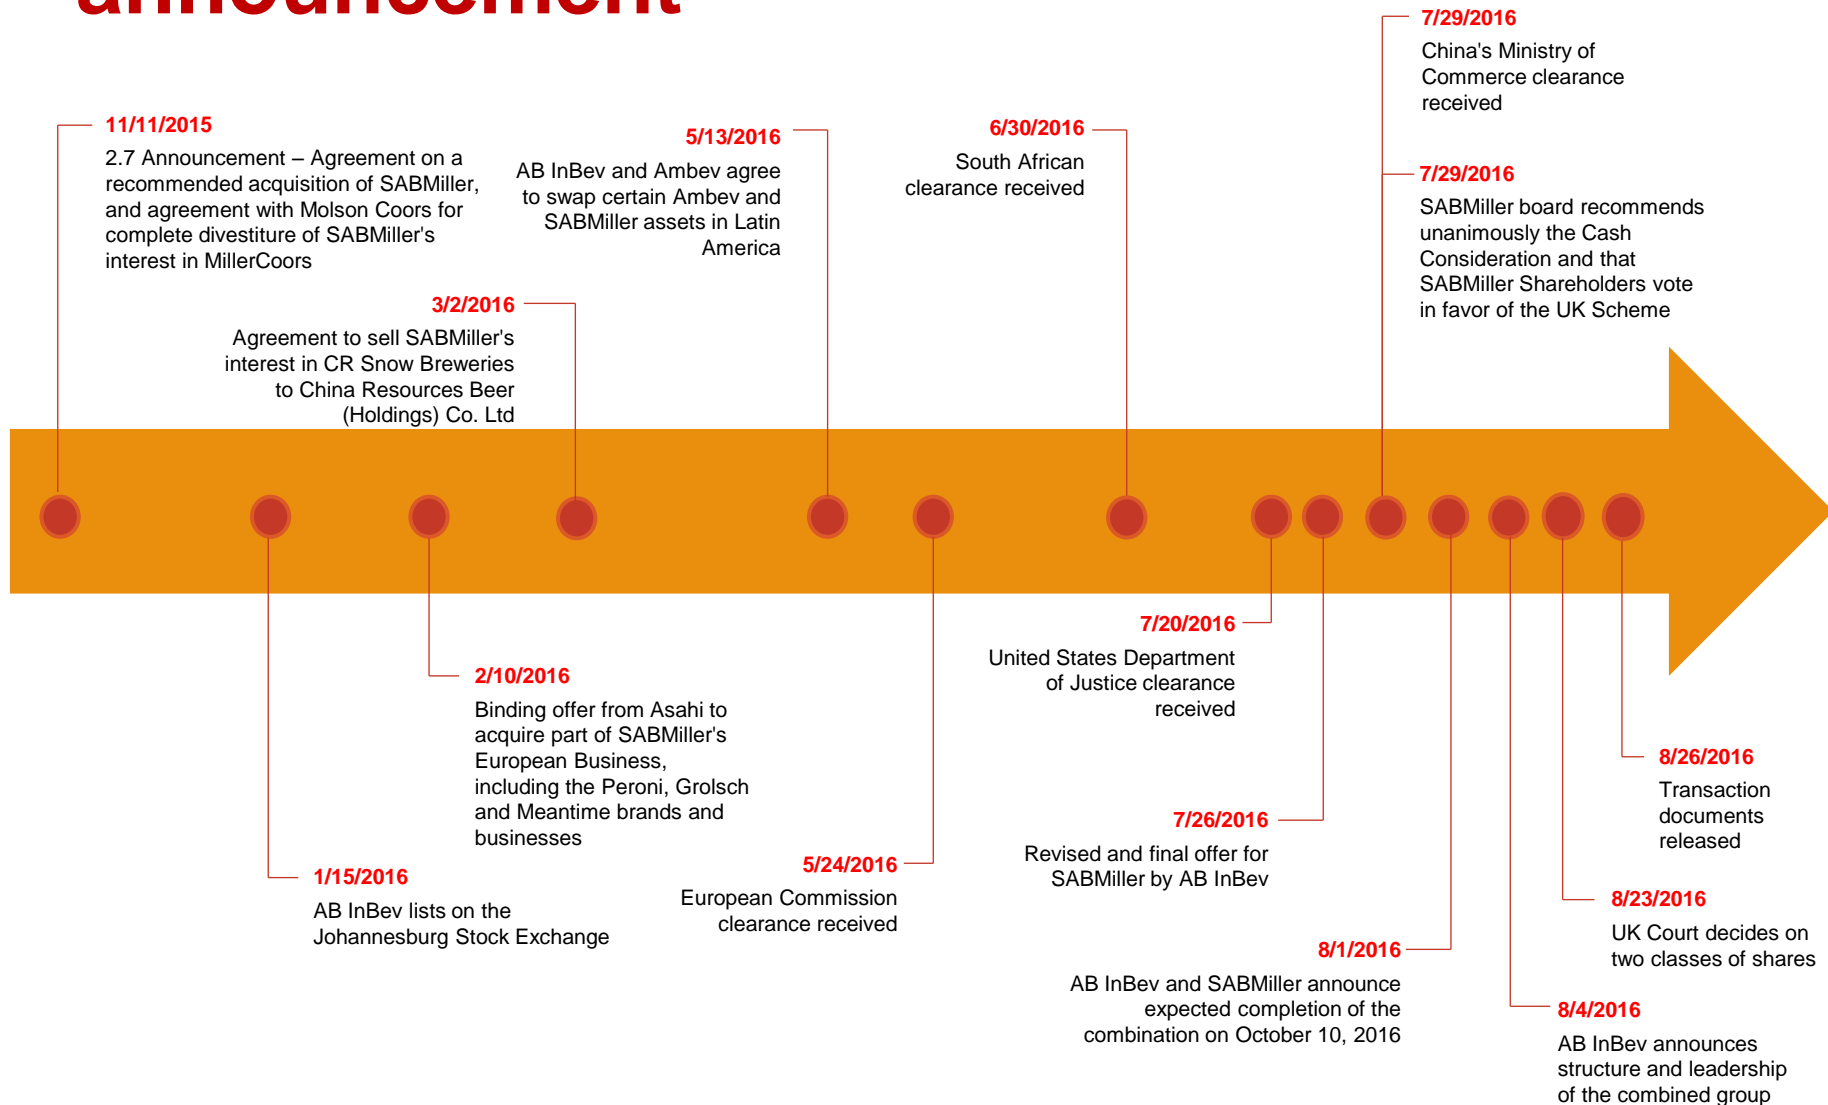 announcement
11/11/2015
2.7 Announcement – Agreement on a
recommended acquisition of SABMiller,
and agreement with Molson Coors for
complete divestiture of SABMiller's
interest in MillerCoors
3/2/2016
Agreement to sell SABMiller's
interest in CR Snow Breweries
to China Resources Beer
(Holdings) Co. Ltd
5/13/2016
AB InBev and Ambev agree
to swap certain Ambev and
SABMiller assets in Latin
America
6/30/2016
South African
clearance received
7/29/2016
China's Ministry of
Commerce clearance
received
7/29/2016
SABMiller board recommends
unanimously the Cash
Consideration and that
SABMiller Shareholders vote
in favor of the UK Scheme
1/15/2016
AB InBev lists on the
Johannesburg Stock Exchange
2/10/2016
Binding offer from Asahi to
acquire part of SABMiller's
European Business,
including the Peroni, Grolsch
and Meantime brands and
businesses
5/24/2016
European Commission
clearance received
7/20/2016
United States Department
of Justice clearance
received
7/26/2016
Revised and final offer for
SABMiller by AB InBev
8/1/2016
AB InBev and SABMiller announce
expected completion of the
combination on October 10, 2016
8/4/2016
AB InBev announces
structure and leadership
of the combined group
8/23/2016
UK Court decides on
two classes of shares
8/26/2016
Transaction
documents
released